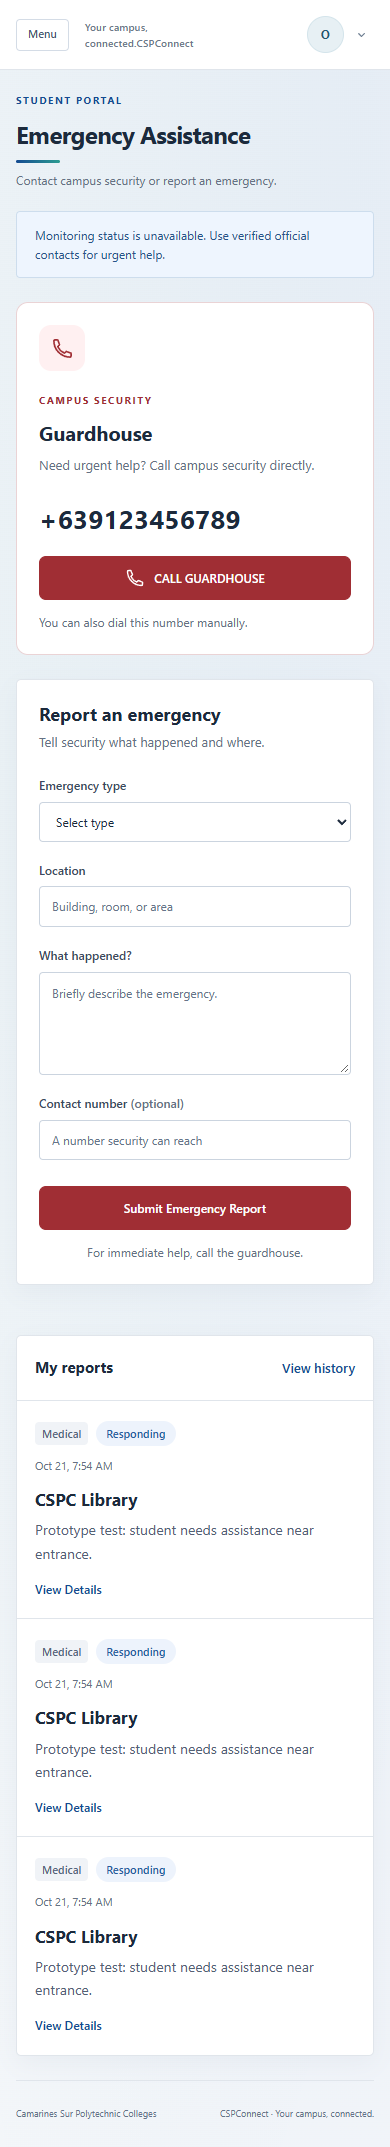 Menu
Your campus,
connected.CSPConnect
O
STUDENT PORTAL
Emergency Assistance
Contact campus security or report an emergency.
Monitoring status is unavailable. Use verified official
contacts for urgent help.
CAMPUS SECURITY
Guardhouse
Need urgent help? Call campus security directly.
+639123456789
CALL GUARDHOUSE
You can also dial this number manually.
Report an emergency
Tell security what happened and where.
Emergency type
Select type
Location
Building, room, or area
What happened?
Briefly describe the emergency.
Contact number (optional)
A number security can reach
Submit Emergency Report
For immediate help, call the guardhouse.
My reports View history
Medical Responding
Oct 21, 7:54 AM
CSPC Library
Prototype test: student needs assistance near
entrance.
View Details
Medical Responding
Oct 21, 7:54 AM
CSPC Library
Prototype test: student needs assistance near
entrance.
View Details
Medical Responding
Oct 21, 7:54 AM
CSPC Library
Prototype test: student needs assistance near
entrance.
View Details
Camarines Sur Polytechnic Colleges CSPConnect · Your campus, connected.